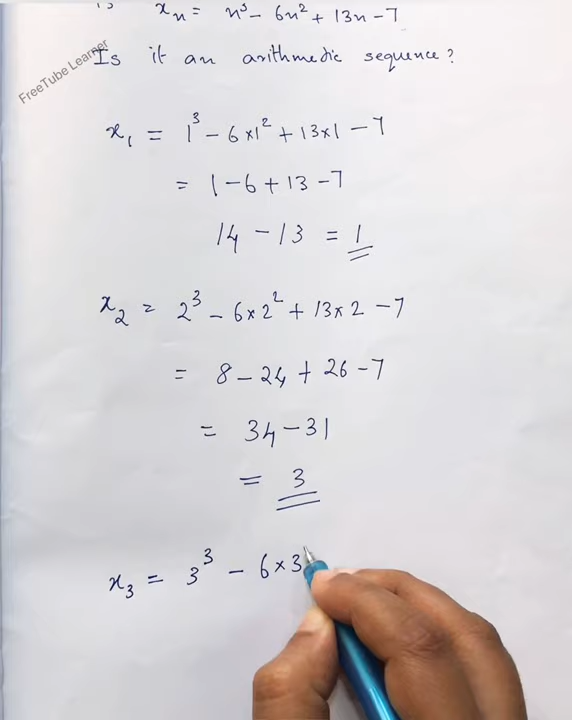 xₙ = n³ - 6n² + 13n - 7
Is it an arithmedic sequence?
FreeTube Learner
x₁ = 1³ - 6×1² + 13×1 - 7
= 1 - 6 + 13 - 7
14 - 13 = 1
x₂ = 2³ - 6×2² + 13×2 - 7
= 8 - 24 + 26 - 7
= 34 - 31
= 3
x₃ = 3³ - 6×3